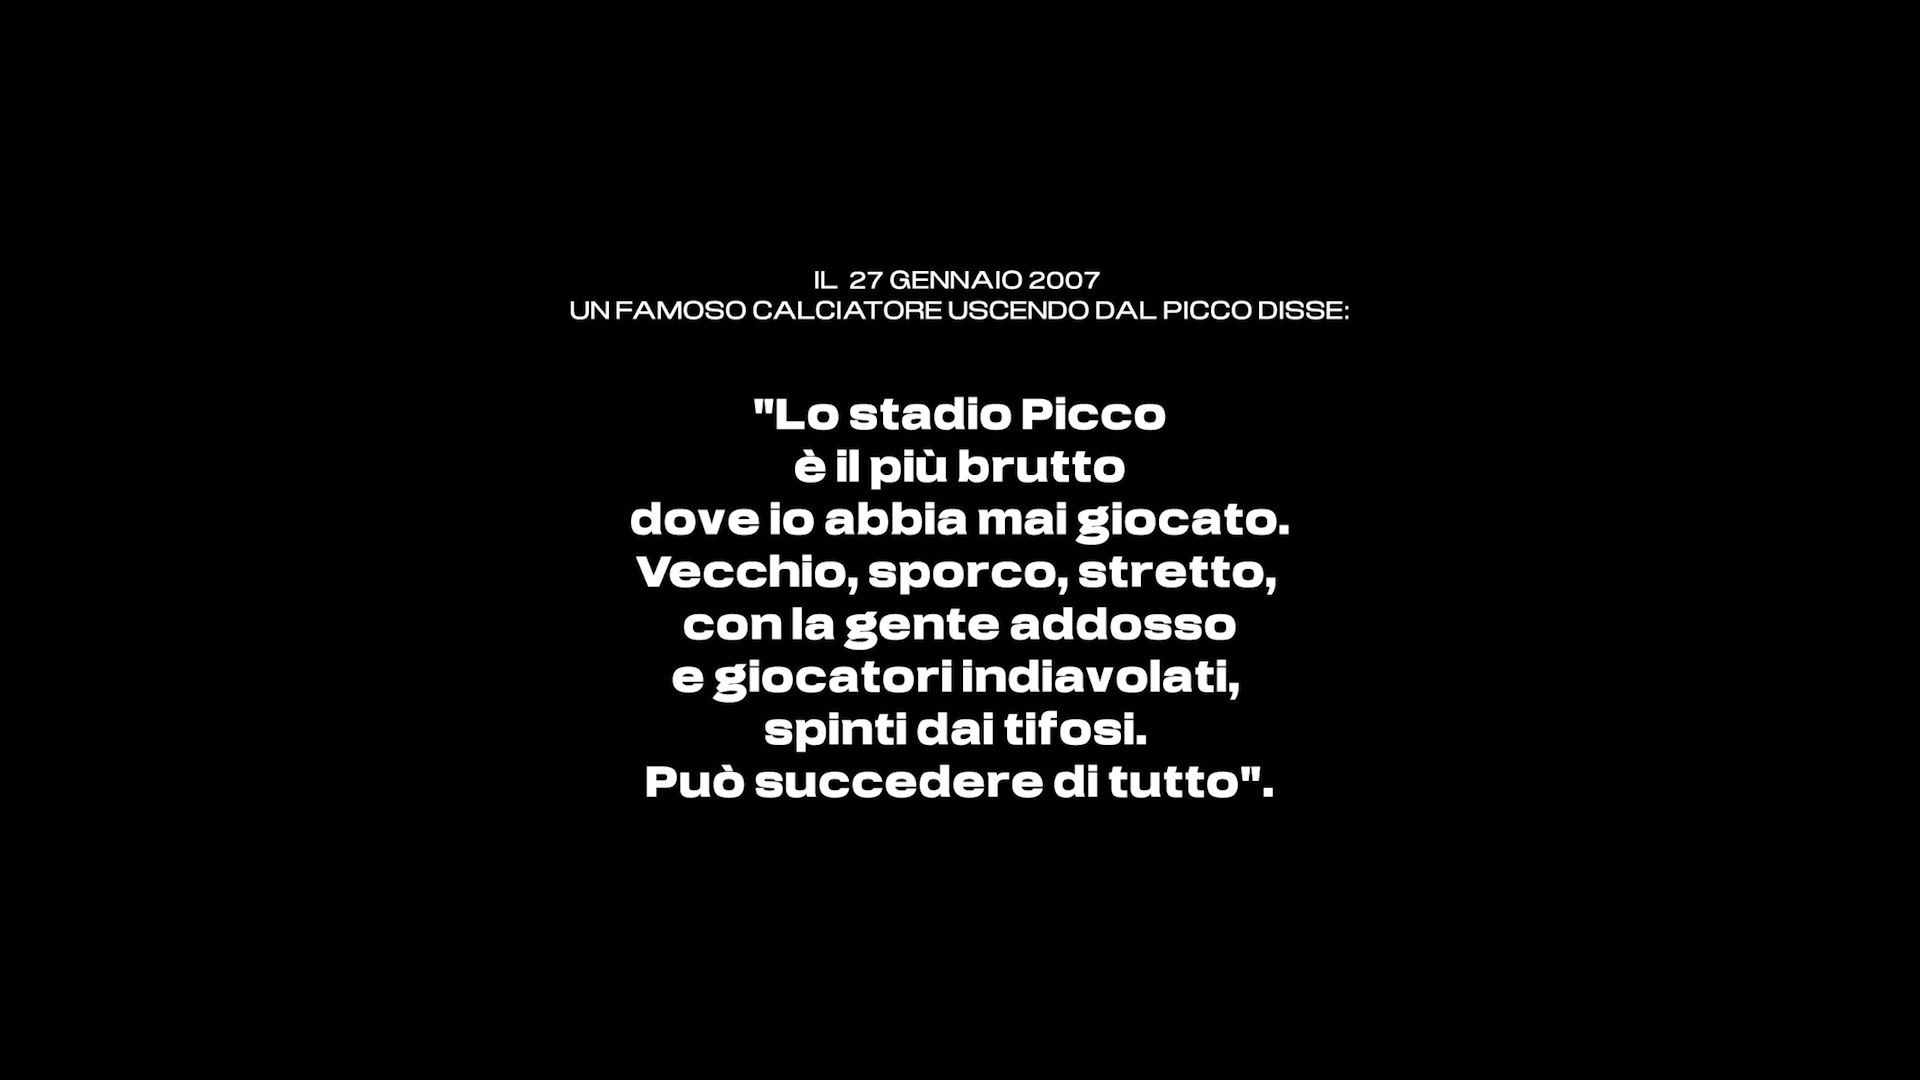 IL 27 GENNAIO 2007
UN FAMOSO CALCIATORE USCENDO DAL PICCO DISSE:
"Lo stadio Picco
è il più brutto
dove io abbia mai giocato.
Vecchio, sporco, stretto,
con la gente addosso
e giocatori indiavolati,
spinti dai tifosi.
Può succedere di tutto".